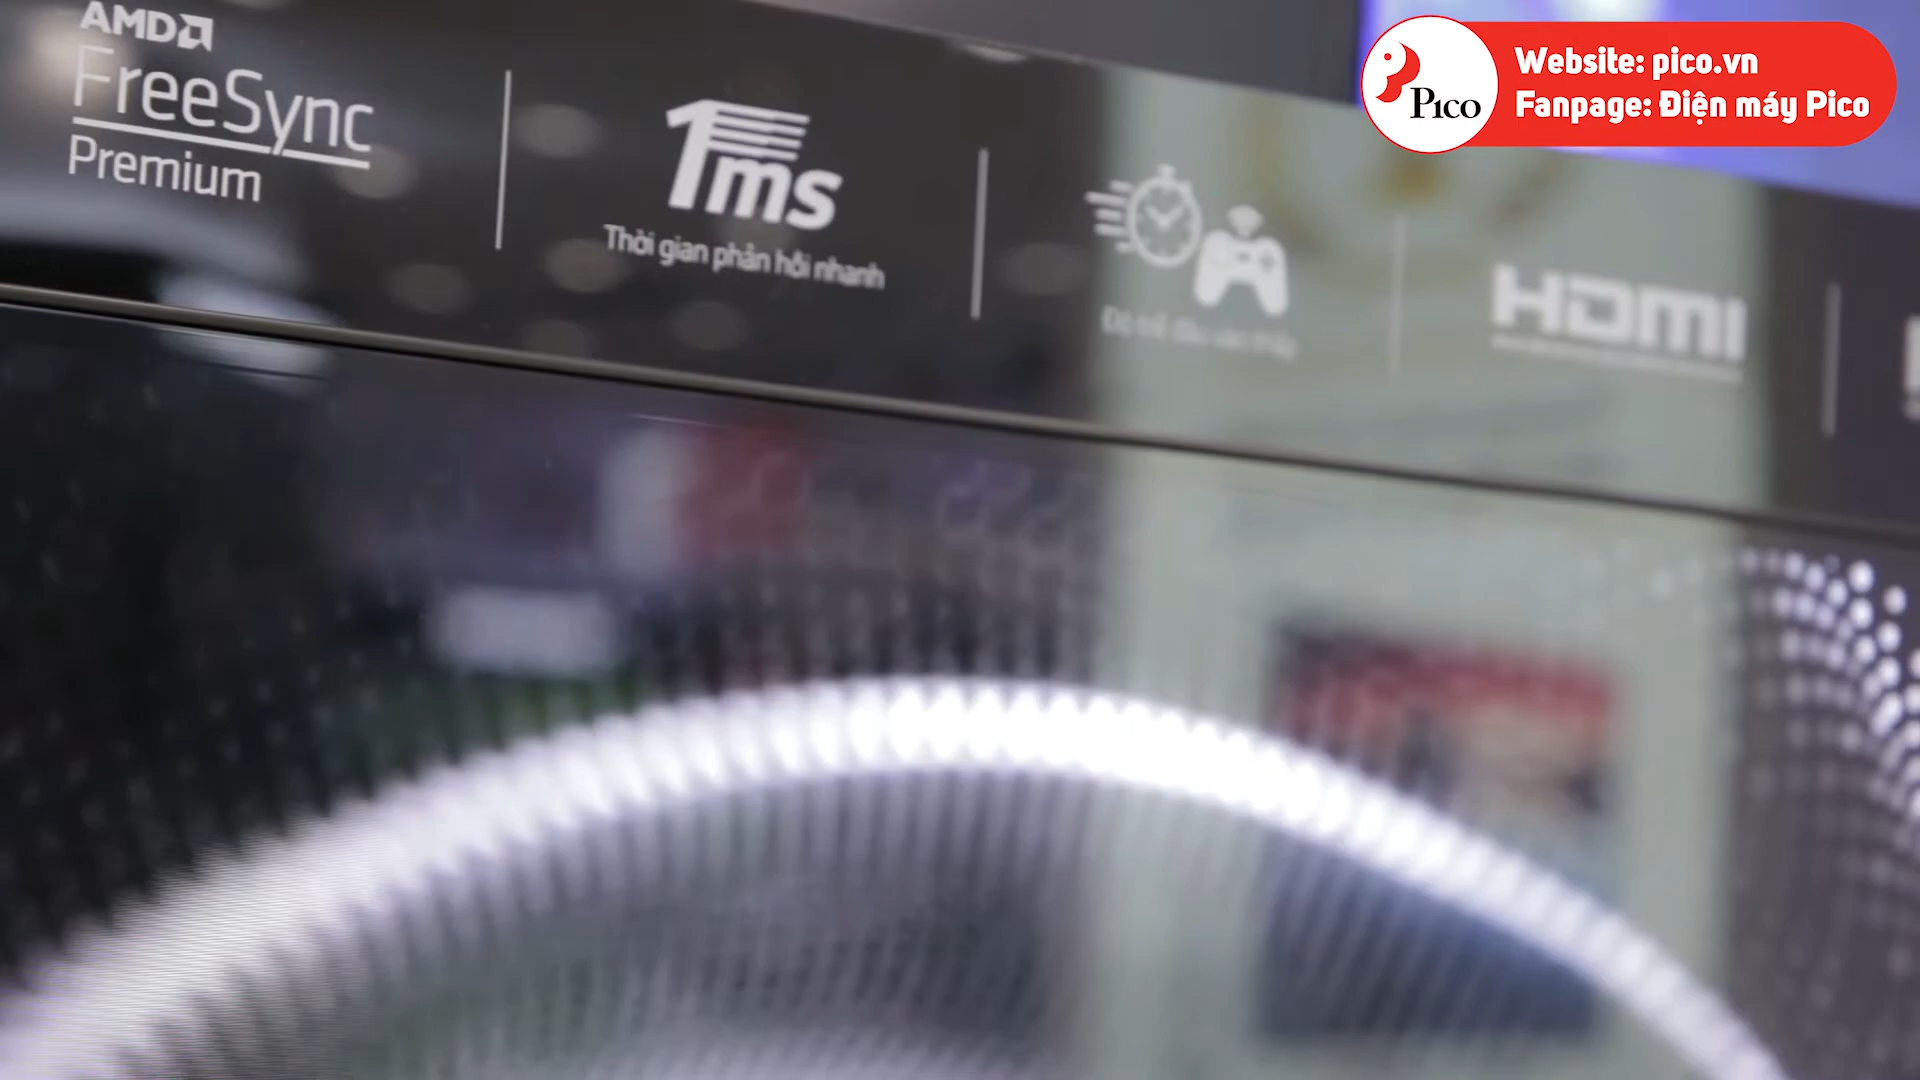 AMD
FreeSync
Premium
1ms
Thời gian phản hồi nhanh
HDMI
Pico
Website: pico.vn
Fanpage: Điện máy Pico